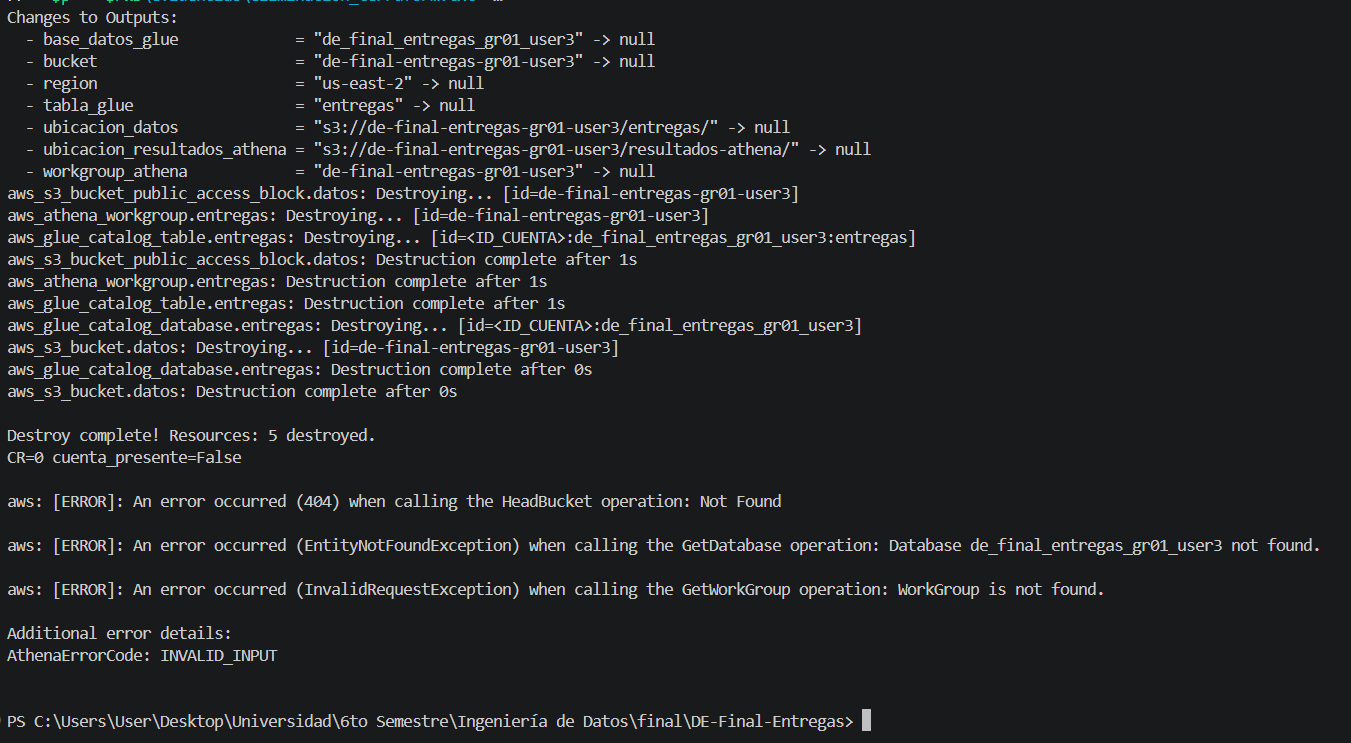 Changes to Outputs:
  - base_datos_glue             = "de_final_entregas_gr01_user3" -> null
  - bucket                      = "de-final-entregas-gr01-user3" -> null
  - region                      = "us-east-2" -> null
  - tabla_glue                  = "entregas" -> null
  - ubicacion_datos             = "s3://de-final-entregas-gr01-user3/entregas/" -> null
  - ubicacion_resultados_athena = "s3://de-final-entregas-gr01-user3/resultados-athena/" -> null
  - workgroup_athena            = "de-final-entregas-gr01-user3" -> null
aws_s3_bucket_public_access_block.datos: Destroying... [id=de-final-entregas-gr01-user3]
aws_athena_workgroup.entregas: Destroying... [id=de-final-entregas-gr01-user3]
aws_glue_catalog_table.entregas: Destroying... [id=<ID_CUENTA>:de_final_entregas_gr01_user3:entregas]
aws_s3_bucket_public_access_block.datos: Destruction complete after 1s
aws_athena_workgroup.entregas: Destruction complete after 1s
aws_glue_catalog_table.entregas: Destruction complete after 1s
aws_glue_catalog_database.entregas: Destroying... [id=<ID_CUENTA>:de_final_entregas_gr01_user3]
aws_s3_bucket.datos: Destroying... [id=de-final-entregas-gr01-user3]
aws_glue_catalog_database.entregas: Destruction complete after 0s
aws_s3_bucket.datos: Destruction complete after 0s

Destroy complete! Resources: 5 destroyed.
CR=0 cuenta_presente=False

aws: [ERROR]: An error occurred (404) when calling the HeadBucket operation: Not Found

aws: [ERROR]: An error occurred (EntityNotFoundException) when calling the GetDatabase operation: Database de_final_entregas_gr01_user3 not found.

aws: [ERROR]: An error occurred (InvalidRequestException) when calling the GetWorkGroup operation: WorkGroup is not found.

Additional error details:
AthenaErrorCode: INVALID_INPUT

PS C:\Users\User\Desktop\Universidad\6to Semestre\Ingeniería de Datos\final\DE-Final-Entregas>